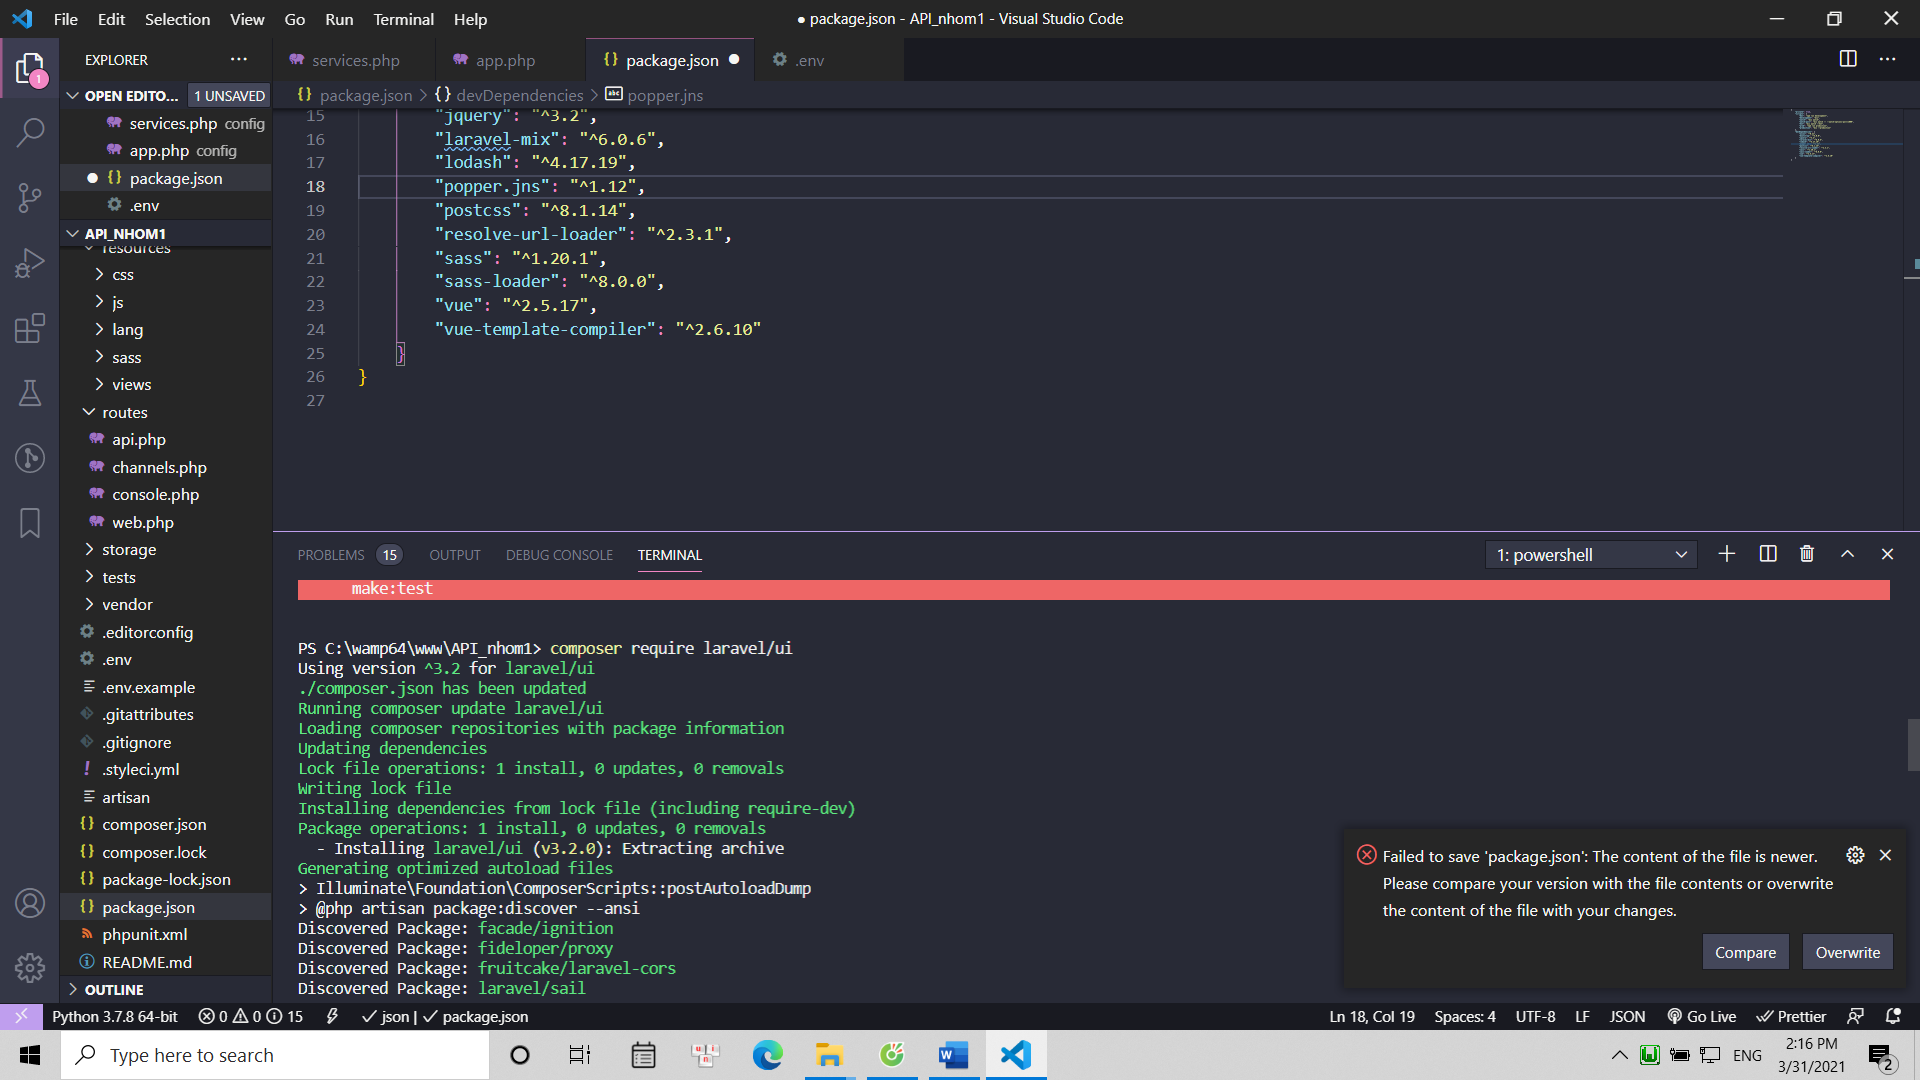 File Edit Selection View Go Run Terminal Help
● package.json - API_nhom1 - Visual Studio Code
EXPLORER
services.php
app.php
package.json
.env
OPEN EDITO...
1 UNSAVED
services.php config
app.php config
package.json
.env
API_NHOM1
resources
css
js
lang
sass
views
routes
api.php
channels.php
console.php
web.php
storage
tests
vendor
.editorconfig
.env
.env.example
.gitattributes
.gitignore
.styleci.yml
artisan
composer.json
composer.lock
package-lock.json
package.json
phpunit.xml
README.md
OUTLINE
1
package.json > {} devDependencies > popper.jns
15 "jquery": "^3.2",
16 "laravel-mix": "^6.0.6",
17 "lodash": "^4.17.19",
18 "popper.jns": "^1.12",
19 "postcss": "^8.1.14",
20 "resolve-url-loader": "^2.3.1",
21 "sass": "^1.20.1",
22 "sass-loader": "^8.0.0",
23 "vue": "^2.5.17",
24 "vue-template-compiler": "^2.6.10"
25 }
26 }
27
PROBLEMS 15 OUTPUT DEBUG CONSOLE TERMINAL
1: powershell
make:test
PS C:\wamp64\www\API_nhom1> composer require laravel/ui
Using version ^3.2 for laravel/ui
./composer.json has been updated
Running composer update laravel/ui
Loading composer repositories with package information
Updating dependencies
Lock file operations: 1 install, 0 updates, 0 removals
Writing lock file
Installing dependencies from lock file (including require-dev)
Package operations: 1 install, 0 updates, 0 removals
- Installing laravel/ui (v3.2.0): Extracting archive
Generating optimized autoload files
> Illuminate\Foundation\ComposerScripts::postAutoloadDump
> @php artisan package:discover --ansi
Discovered Package: facade/ignition
Discovered Package: fideloper/proxy
Discovered Package: fruitcake/laravel-cors
Discovered Package: laravel/sail
Failed to save 'package.json': The content of the file is newer.
Please compare your version with the file contents or overwrite
the content of the file with your changes.
Compare
Overwrite
Python 3.7.8 64-bit 0 0 15 json | package.json
Ln 18, Col 19 Spaces: 4 UTF-8 LF JSON Go Live Prettier
Type here to search
ENG
2:16 PM
3/31/2021
2